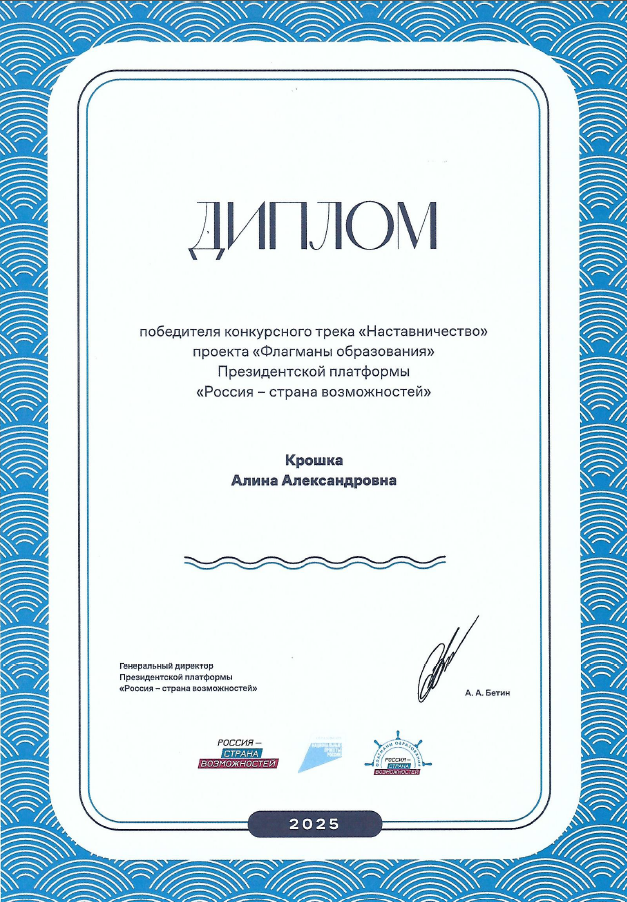 ДИПЛОМ
победителя конкурсного трека «Наставничество»
проекта «Флагманы образования»
Президентской платформы
«Россия – страна возможностей»
Крошка
Алина Александровна
Генеральный директор
Президентской платформы
«Россия – страна возможностей»
А. А. Бетин
РОССИЯ –
СТРАНА
ВОЗМОЖНОСТЕЙ
ФЛАГМАНЫ ОБРАЗОВАНИЯ
РОССИЯ –
СТРАНА
ВОЗМОЖНОСТЕЙ
2025